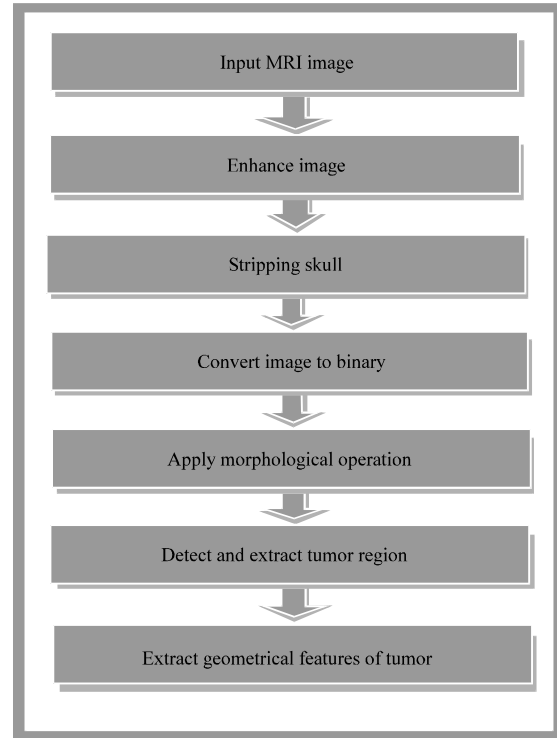 Input MRI image
Enhance image
Stripping skull
Convert image to binary
Apply morphological operation
Detect and extract tumor region
Extract geometrical features of tumor